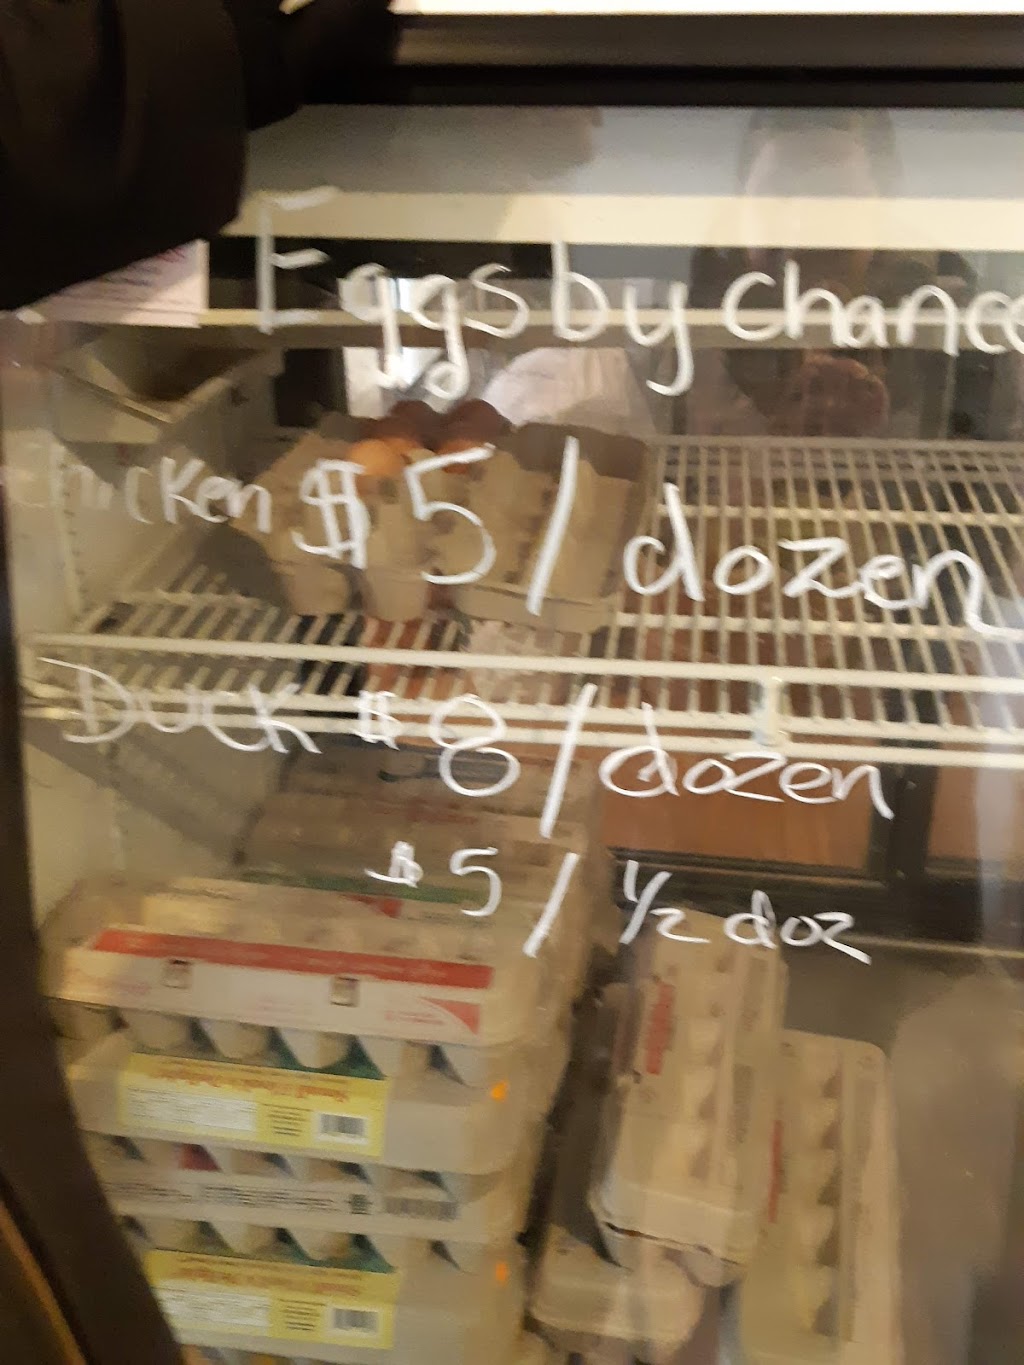 Eggs by chance
Chicken $5/dozen
Duck $8/dozen
$5/½ doz